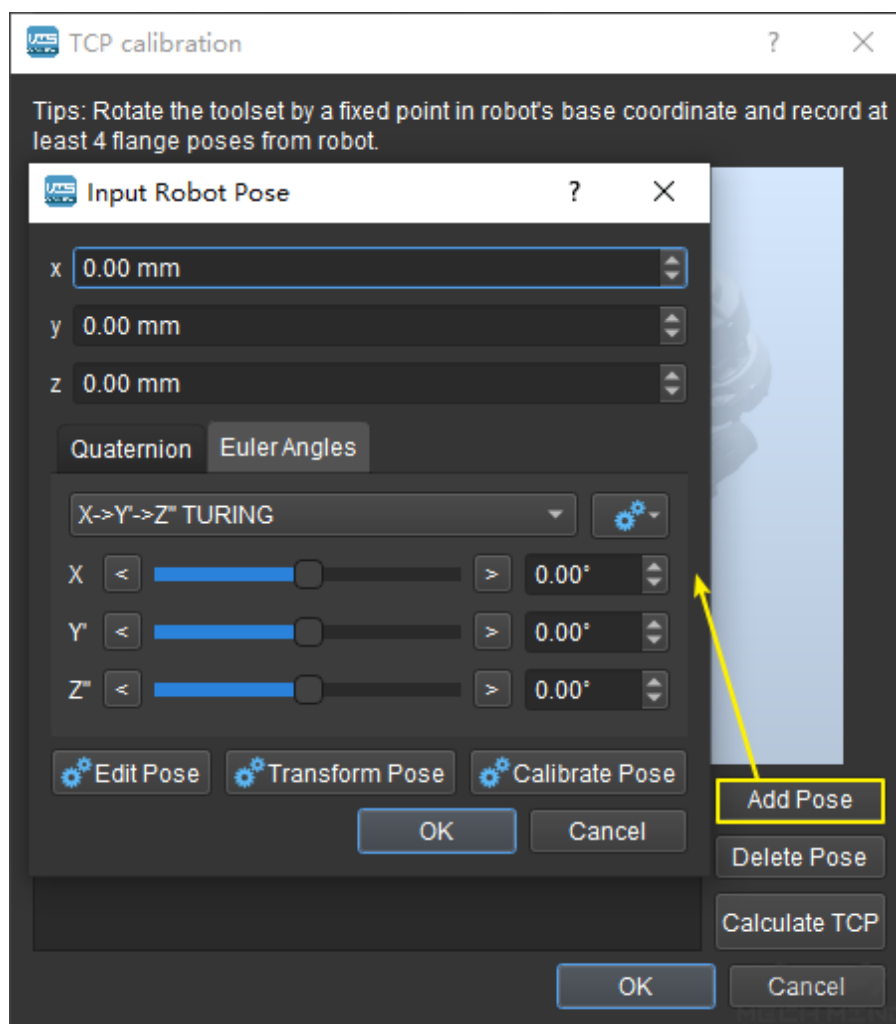 TCP calibration
Tips: Rotate the toolset by a fixed point in robot's base coordinate and record at
least 4 flange poses from robot.
Input Robot Pose
x 0.00 mm
y 0.00 mm
z 0.00 mm
Quaternion Euler Angles
X->Y'->Z'' TURING
X < > 0.00°
Y' < > 0.00°
Z'' < > 0.00°
Edit Pose Transform Pose Calibrate Pose
OK Cancel
Add Pose
Delete Pose
Calculate TCP
OK Cancel